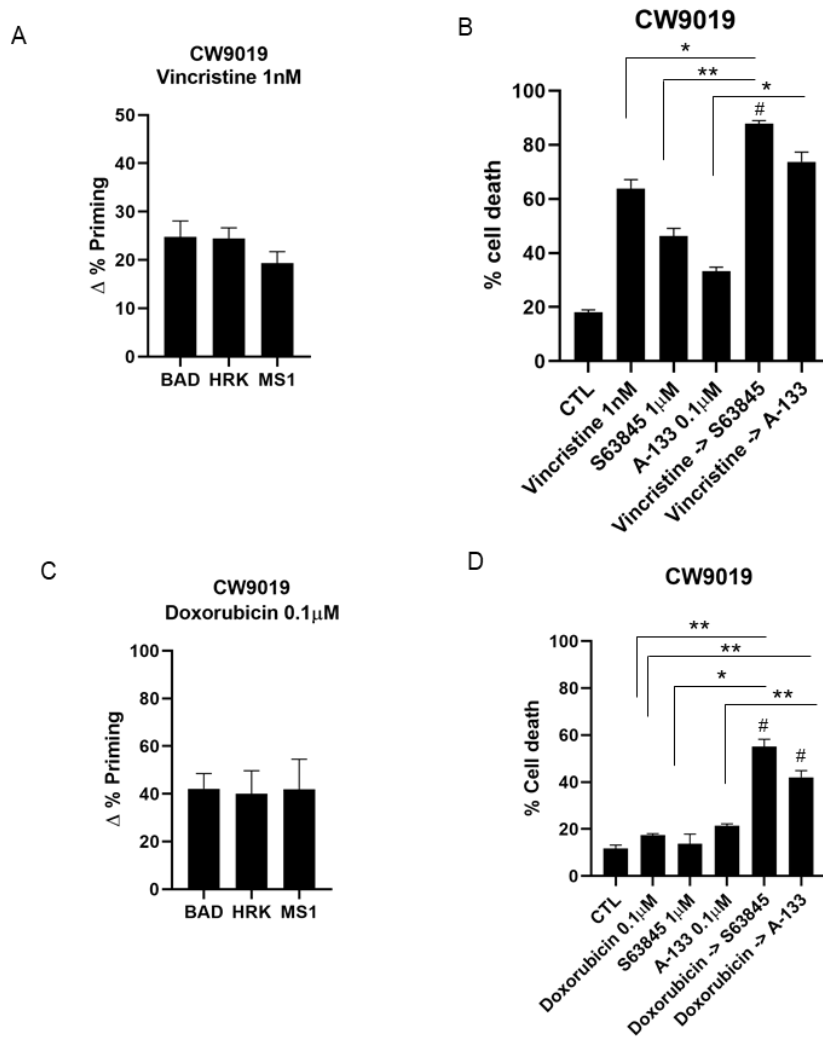 A
CW9019
Vincristine 1nM
Δ % Priming
50
40
30
20
10
0
BAD HRK MS1
B
CW9019
* 
**
*
#
% cell death
100
80
60
40
20
0
CTL
Vincristine 1nM
S63845 1μM
A-133 0.1μM
Vincristine -> S63845
Vincristine -> A-133
C
CW9019
Doxorubicin 0.1μM
Δ % Priming
100
80
60
40
20
0
BAD HRK MS1
D
CW9019
**
**
*
**
#
#
% Cell death
100
80
60
40
20
0
CTL
Doxorubicin 0.1μM
S63845 1μM
A-133 0.1μM
Doxorubicin -> S63845
Doxorubicin -> A-133